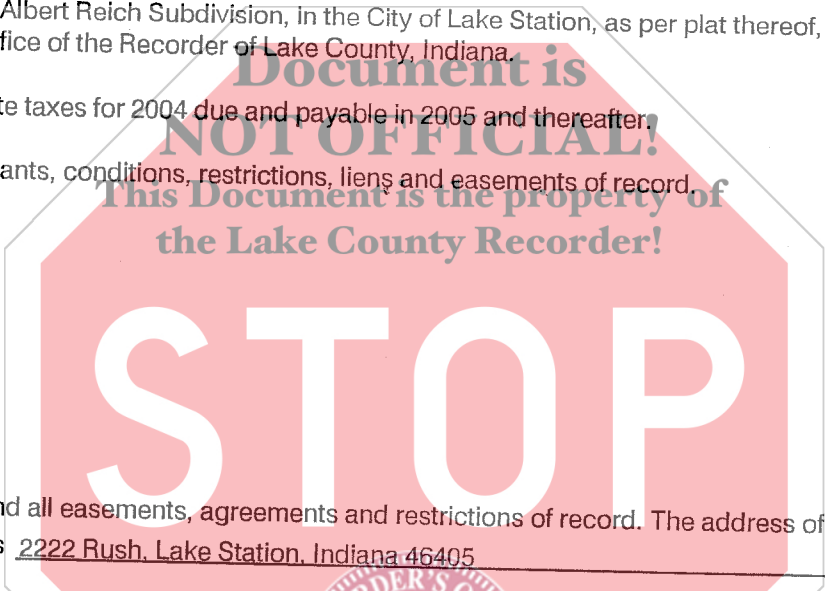 Albert Reich Subdivision, in the City of Lake Station, as per plat thereof,
fice of the Recorder of Lake County, Indiana.
Document is
te taxes for 2004 due and payable in 2005 and thereafter.
NOT OFFICIAL!
ants, conditions, restrictions, liens and easements of record.
This Document is the property of
the Lake County Recorder!
STOP
nd all easements, agreements and restrictions of record. The address of
s 2222 Rush, Lake Station, Indiana 46405
RDER'S O